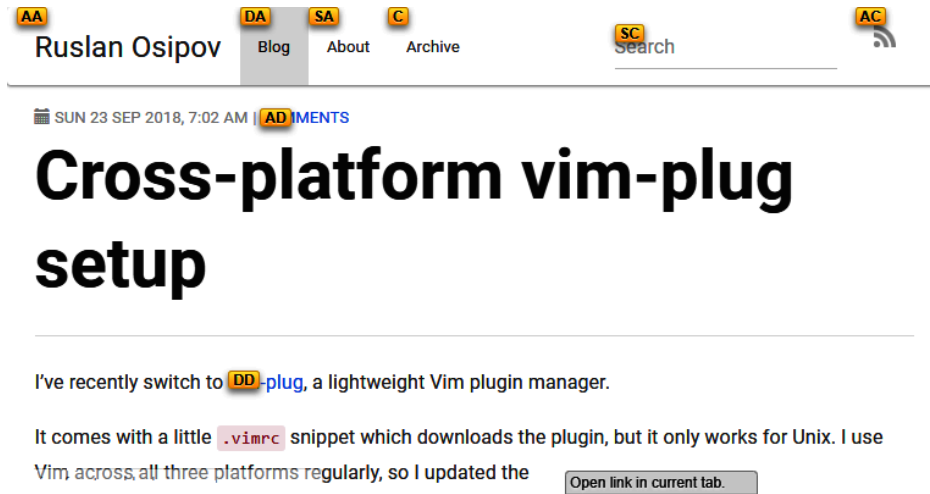 AA DA SA C SC AC
Ruslan Osipov Blog About Archive Search
SUN 23 SEP 2018, 7:02 AM | AD MMENTS
Cross-platform vim-plug
setup
I've recently switch to DD -plug, a lightweight Vim plugin manager.
It comes with a little .vimrc snippet which downloads the plugin, but it only works for Unix. I use
Vim across all three platforms regularly, so I updated the
Open link in current tab.